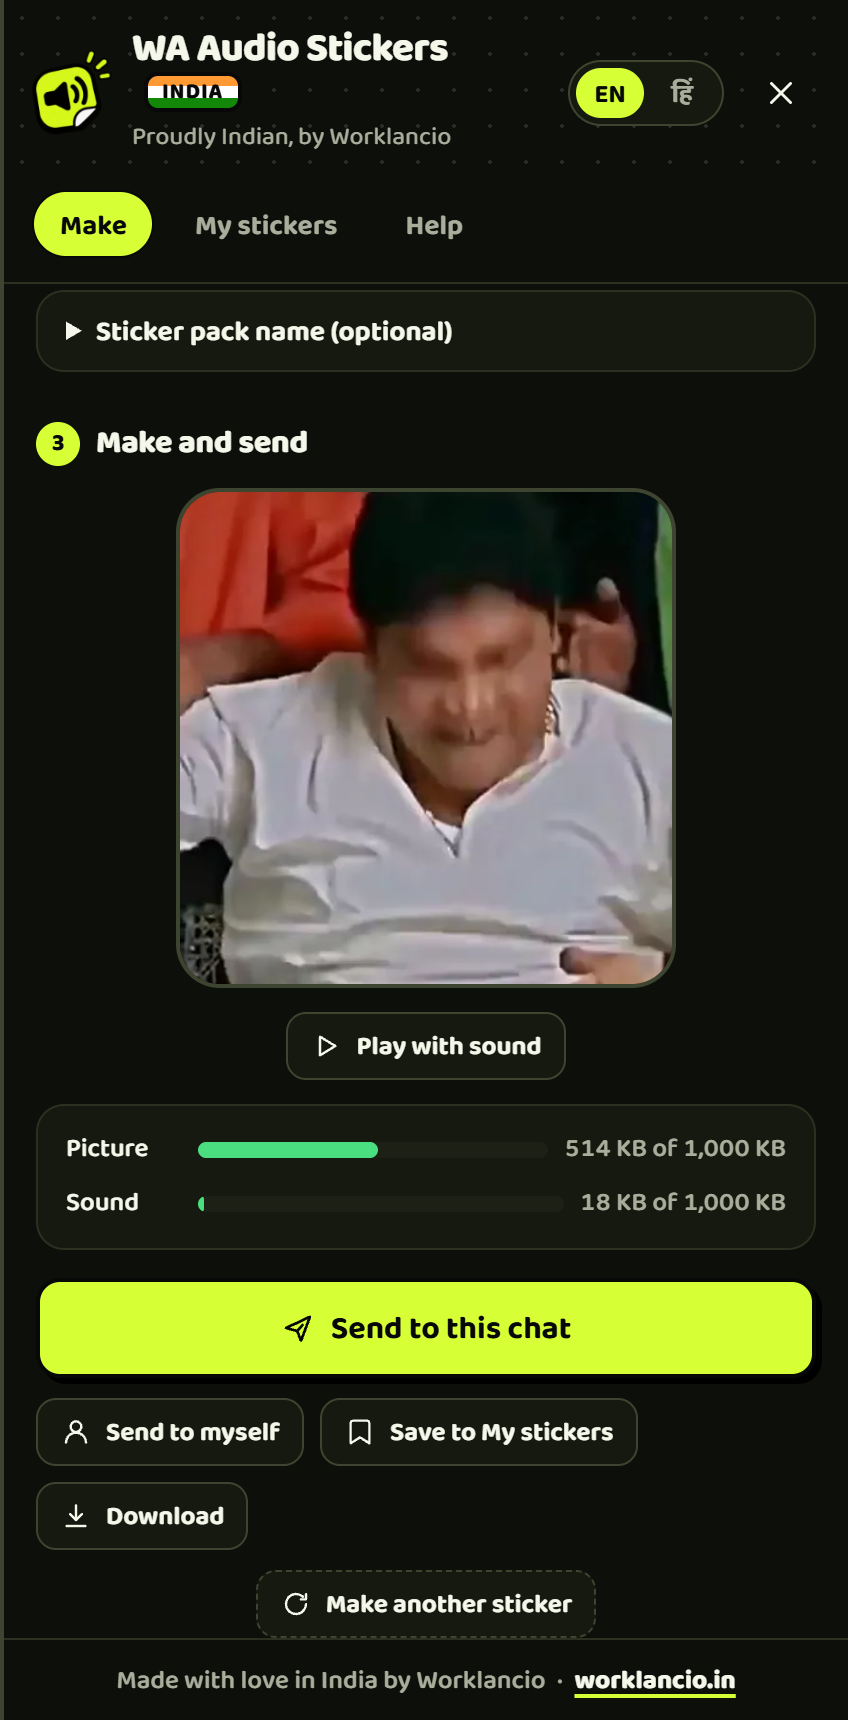 WA Audio Stickers
INDIA
Proudly Indian, by Worklancio
EN हिं
Make My stickers Help
Sticker pack name (optional)
3 Make and send
Play with sound
Picture 514 KB of 1,000 KB
Sound 18 KB of 1,000 KB
Send to this chat
Send to myself Save to My stickers
Download
Make another sticker
Made with love in India by Worklancio · worklancio.in